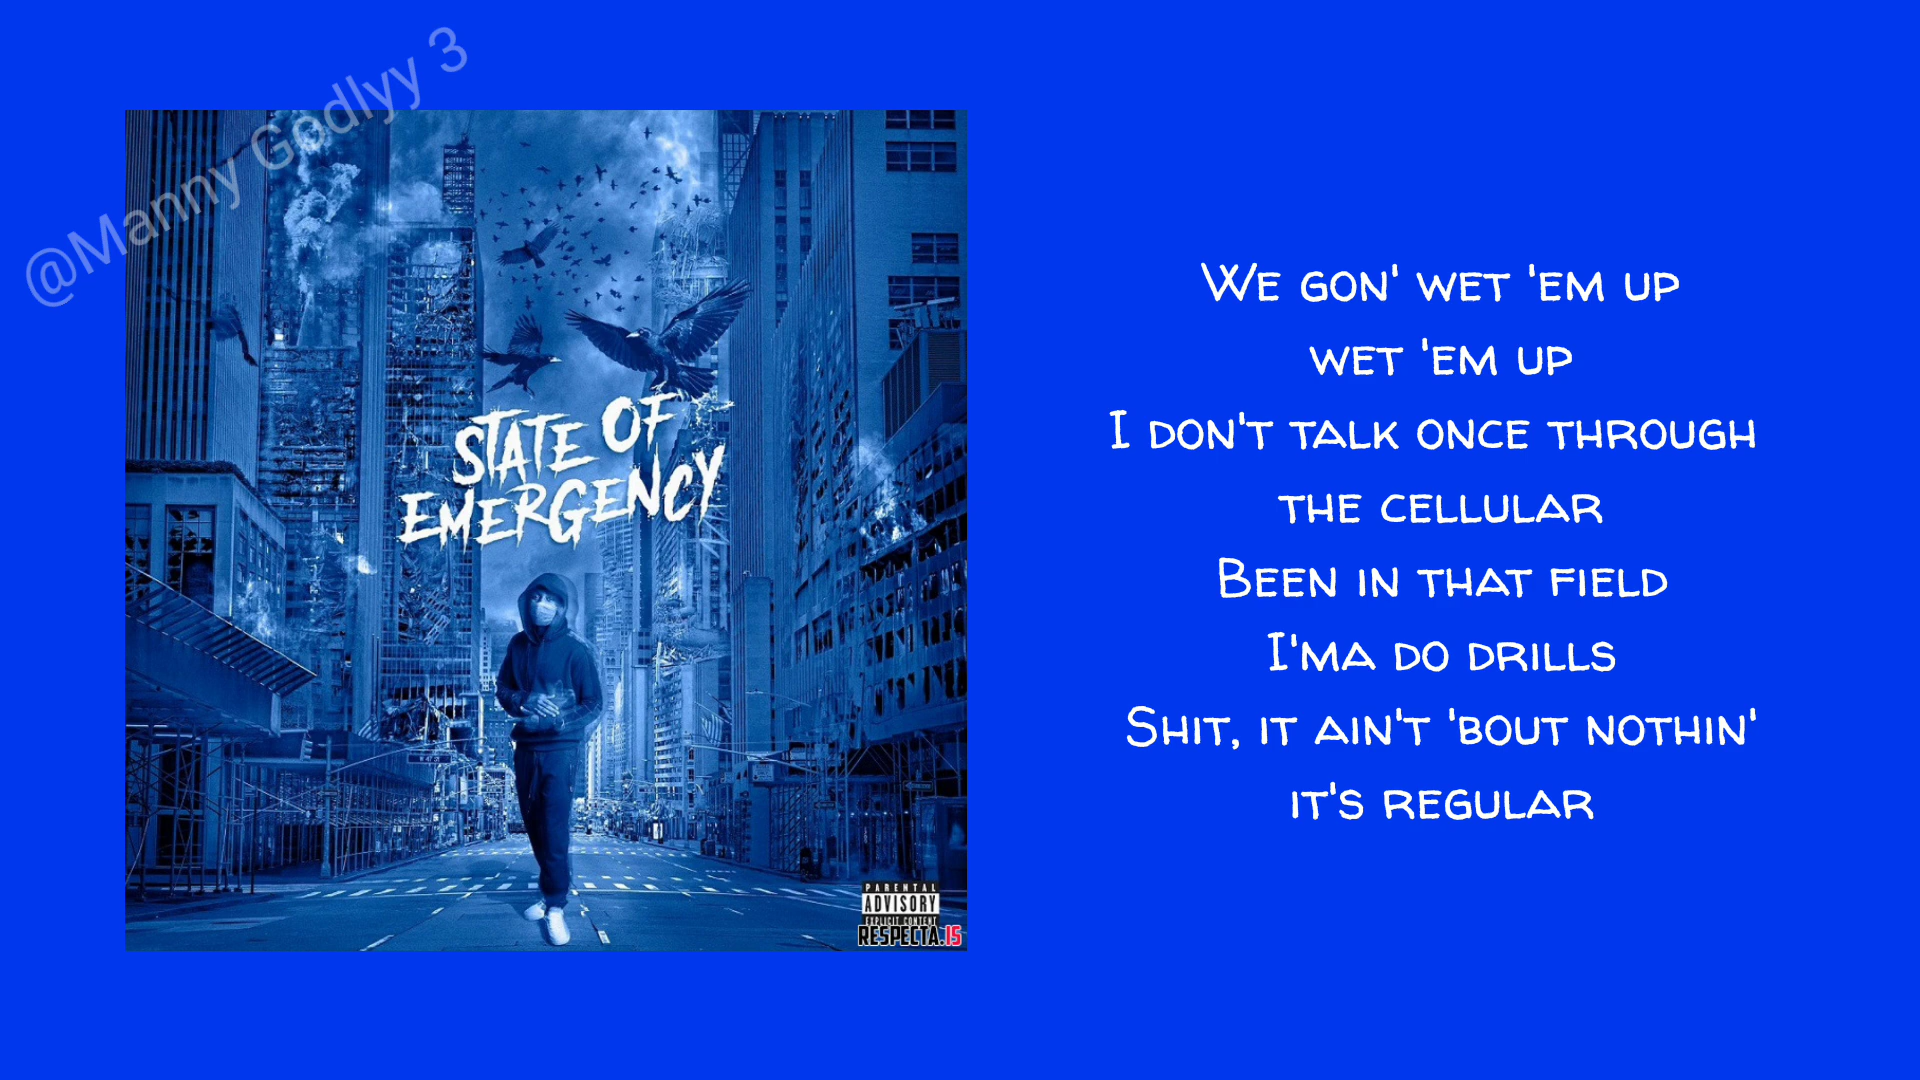 @Manny Godlyy 3
STATE OF
EMERGENCY
PARENTAL
ADVISORY
EXPLICIT CONTENT
RESPECTA.IS
WE GON' WET 'EM UP
WET 'EM UP
I DON'T TALK ONCE THROUGH
THE CELLULAR
BEEN IN THAT FIELD
I'MA DO DRILLS
SHIT, IT AIN'T 'BOUT NOTHIN'
IT'S REGULAR